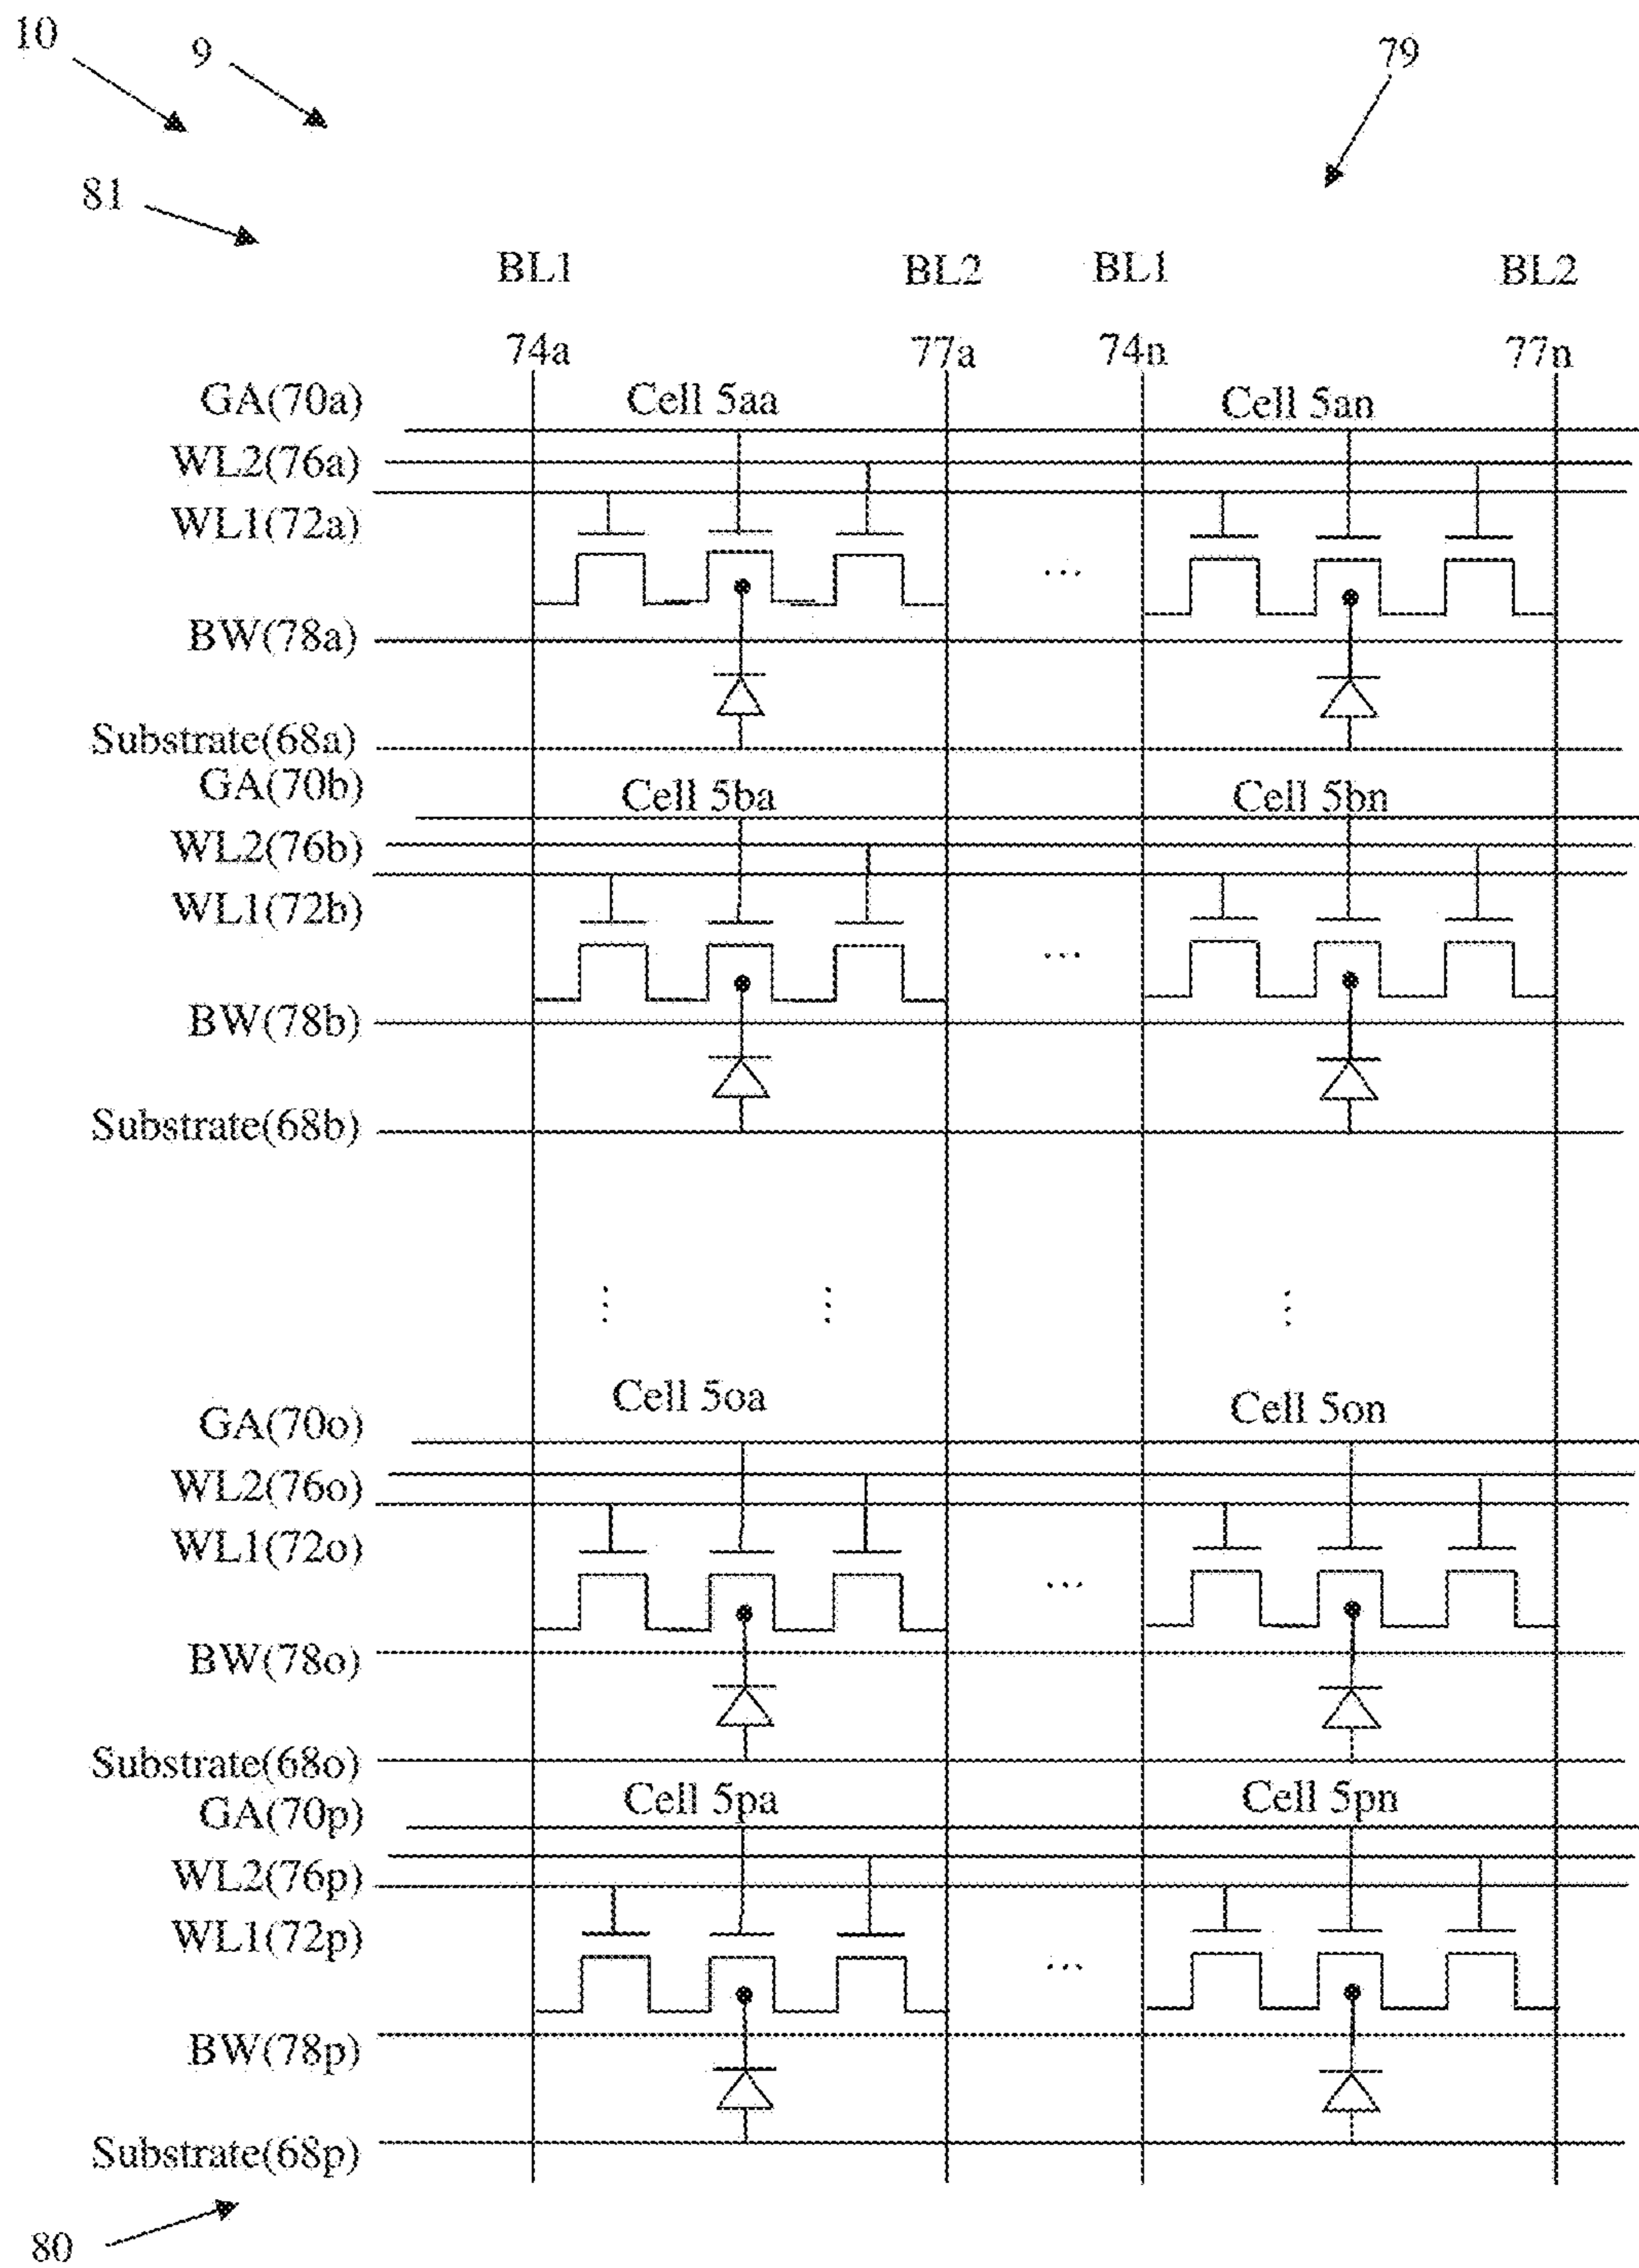 10
9
79
81
BL1 BL2 BL1 BL2
74a 77a 74n 77n
GA(70a) Cell 5aa Cell 5an
WL2(76a)
WL1(72a)
...
BW(78a)
Substrate(68a)
GA(70b) Cell 5ba Cell 5bn
WL2(76b)
WL1(72b)
...
BW(78b)
Substrate(68b)
... ... ...
Cell 5oa Cell 5on
GA(70o)
WL2(76o)
WL1(72o)
...
BW(78o)
Substrate(68o)
GA(70p) Cell 5pa Cell 5pn
WL2(76p)
WL1(72p)
...
BW(78p)
Substrate(68p)
80